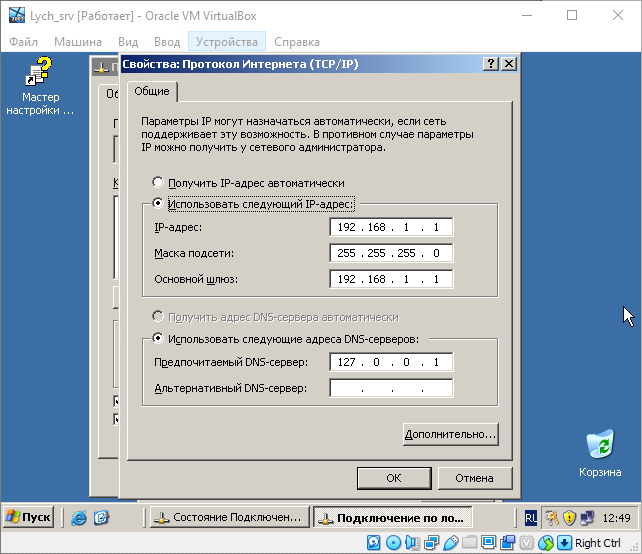 Lych_srv [Работает] - Oracle VM VirtualBox
Файл Машина Вид Ввод Устройства Справка
Мастер
настройки ...
Свойства: Протокол Интернета (TCP/IP)
Общие
Параметры IP могут назначаться автоматически, если сеть
поддерживает эту возможность. В противном случае параметры
IP можно получить у сетевого администратора.
Получить IP-адрес автоматически
Использовать следующий IP-адрес:
IP-адрес: 192 . 168 . 1 . 1
Маска подсети: 255 . 255 . 255 . 0
Основной шлюз: 192 . 168 . 1 . 1
Получить адрес DNS-сервера автоматически
Использовать следующие адреса DNS-серверов:
Предпочитаемый DNS-сервер: 127 . 0 . 0 . 1
Альтернативный DNS-сервер: . . .
Дополнительно...
OK Отмена
Корзина
Пуск Состояние Подключен... Подключение по ло... RU 12:49
Right Ctrl